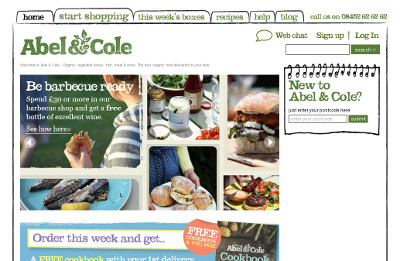 home
start shopping
this week's boxes
recipes
help
blog
call us on 08452 62 62 62
Abel & Cole
Web chat
Sign up | Log In
search >
Welcome to Abel & Cole - Organic vegetable boxes, fruit, meat & more. The best organic food delivered to your door.
Be barbecue ready
Spend £30 or more in our
barbecue shop and get a free
bottle of excellent wine.
See how here>
New to
Abel & Cole?
Just enter your postcode here
enter your postcode
submit
Order this week and get...
FREE
COOKBOOK
& VEG BOX
A FREE cookbook with your 1st delivery
Abel & Cole
Cookbook